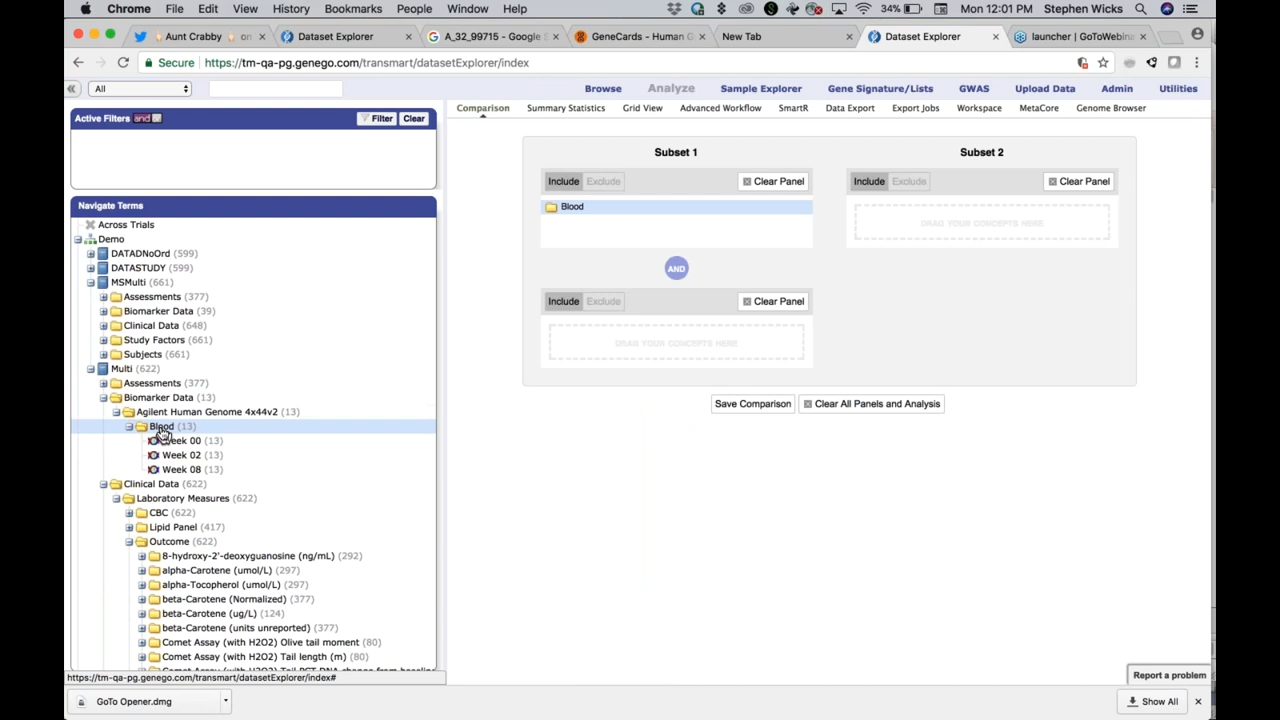 Chrome File Edit View History Bookmarks People Window Help 34% Mon 12:01 PM Stephen Wicks
Aunt Crabby on Dataset Explorer A_32_99715 - Google S GeneCards - Human G New Tab Dataset Explorer launcher | GoToWebina
Secure https://tm-qa-pg.genego.com/transmart/datasetExplorer/index
All Browse Analyze Sample Explorer Gene Signature/Lists GWAS Upload Data Admin Utilities
Comparison Summary Statistics Grid View Advanced Workflow SmartR Data Export Export Jobs Workspace MetaCore Genome Browser
Active Filters and Filter Clear
Subset 1 Subset 2
Include Exclude Clear Panel Include Exclude Clear Panel
Blood
DRAG YOUR CONCEPTS HERE
AND
Include Exclude Clear Panel
DRAG YOUR CONCEPTS HERE
Save Comparison Clear All Panels and Analysis
Navigate Terms
Across Trials
Demo
DATADNoOrd (599)
DATASTUDY (599)
MSMulti (661)
Assessments (377)
Biomarker Data (39)
Clinical Data (648)
Study Factors (661)
Subjects (661)
Multi (622)
Assessments (377)
Biomarker Data (13)
Agilent Human Genome 4x44v2 (13)
Blood (13)
Week 00 (13)
Week 02 (13)
Week 08 (13)
Clinical Data (622)
Laboratory Measures (622)
CBC (622)
Lipid Panel (417)
Outcome (622)
8-hydroxy-2'-deoxyguanosine (ng/mL) (292)
alpha-Carotene (umol/L) (297)
alpha-Tocopherol (umol/L) (297)
beta-Carotene (Normalized) (377)
beta-Carotene (ug/L) (124)
beta-Carotene (units unreported) (377)
Comet Assay (with H2O2) Olive tail moment (80)
Comet Assay (with H2O2) Tail length (m) (80)
https://tm-qa-pg.genego.com/transmart/datasetExplorer/index#
Report a problem
GoTo Opener.dmg Show All